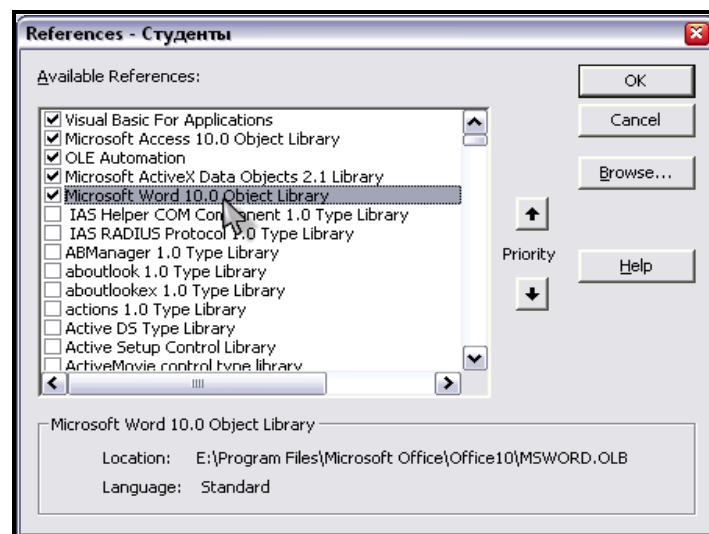 References - Студенты
Available References:
Visual Basic For Applications
Microsoft Access 10.0 Object Library
OLE Automation
Microsoft ActiveX Data Objects 2.1 Library
Microsoft Word 10.0 Object Library
IAS Helper COM Component 1.0 Type Library
IAS RADIUS Protocol 1.0 Type Library
ABManager 1.0 Type Library
aboutlook 1.0 Type Library
aboutlookex 1.0 Type Library
actions 1.0 Type Library
Active DS Type Library
Active Setup Control Library
ActiveMovie control type library
OK
Cancel
Browse...
Priority
Help
Microsoft Word 10.0 Object Library
Location: E:\Program Files\Microsoft Office\Office10\MSWORD.OLB
Language: Standard